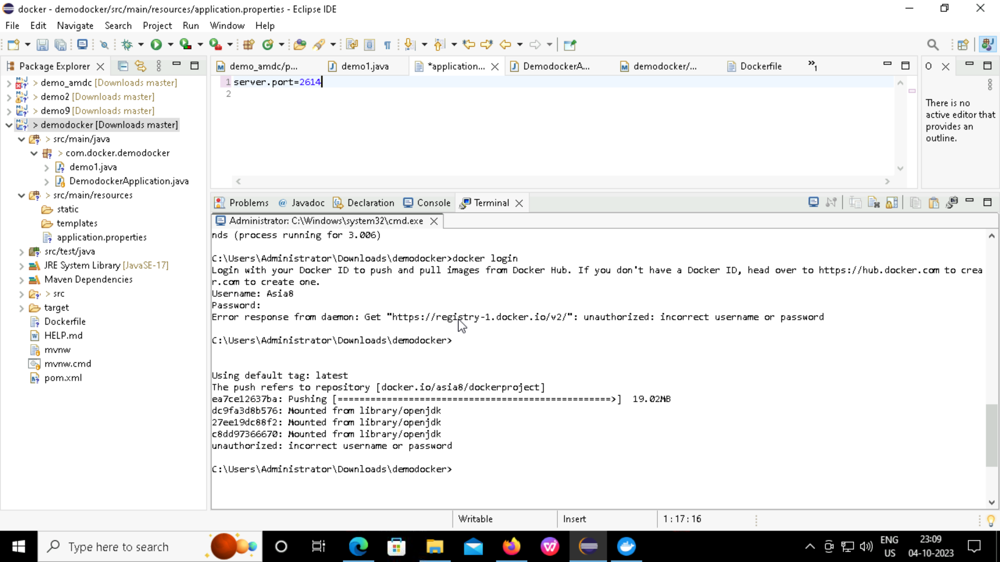 docker - demodocker/src/main/resources/application.properties - Eclipse IDE
File Edit Navigate Search Project Run Window Help
Package Explorer
> demo_amdc [Downloads master]
> demo2 [Downloads master]
> demo9 [Downloads master]
> demodocker [Downloads master]
> src/main/java
> com.docker.demodocker
demo1.java
DemodockerApplication.java
> src/main/resources
static
templates
application.properties
src/test/java
JRE System Library [JavaSE-17]
Maven Dependencies
> src
target
Dockerfile
HELP.md
mvnw
mvnw.cmd
pom.xml
demo_amdc/p... demo1.java *application... DemodockerA... demodocker/... Dockerfile »1
1 server.port=2614
2
O
There is no
active editor that
provides an
outline.
Problems @ Javadoc Declaration Console Terminal
Administrator: C:\Windows\system32\cmd.exe
nds (process running for 3.006)
C:\Users\Administrator\Downloads\demodocker>docker login
Login with your Docker ID to push and pull images from Docker Hub. If you don't have a Docker ID, head over to https://hub.docker.com to crea
r.com to create one.
Username: Asia8
Password:
Error response from daemon: Get "https://registry-1.docker.io/v2/": unauthorized: incorrect username or password
C:\Users\Administrator\Downloads\demodocker>
Using default tag: latest
The push refers to repository [docker.io/asia8/dockerproject]
ea7ce12637ba: Pushing [==================================================>] 19.02MB
dc9fa3d8b576: Mounted from library/openjdk
27ee19dc88f2: Mounted from library/openjdk
c8dd97366670: Mounted from library/openjdk
unauthorized: incorrect username or password
C:\Users\Administrator\Downloads\demodocker>
Writable Insert 1:17:16
Type here to search
ENG
US
23:09
04-10-2023